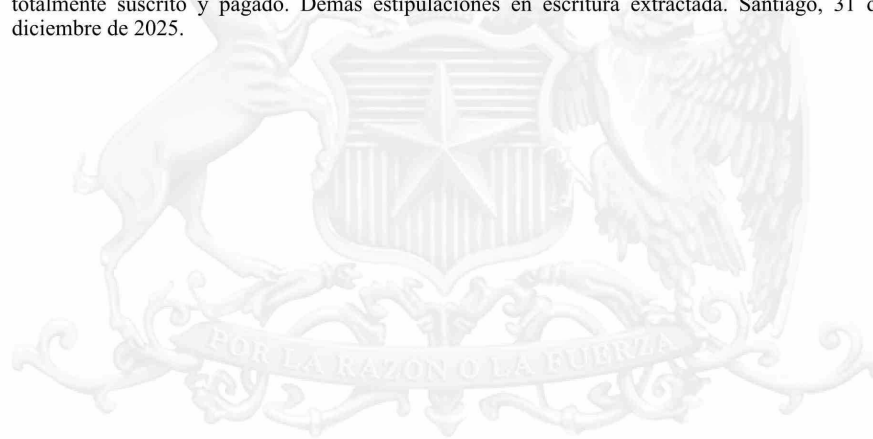 totalmente suscrito y pagado. Demás estipulaciones en escritura extractada. Santiago, 31 d
diciembre de 2025.
POR LA RAZON O LA FUERZA